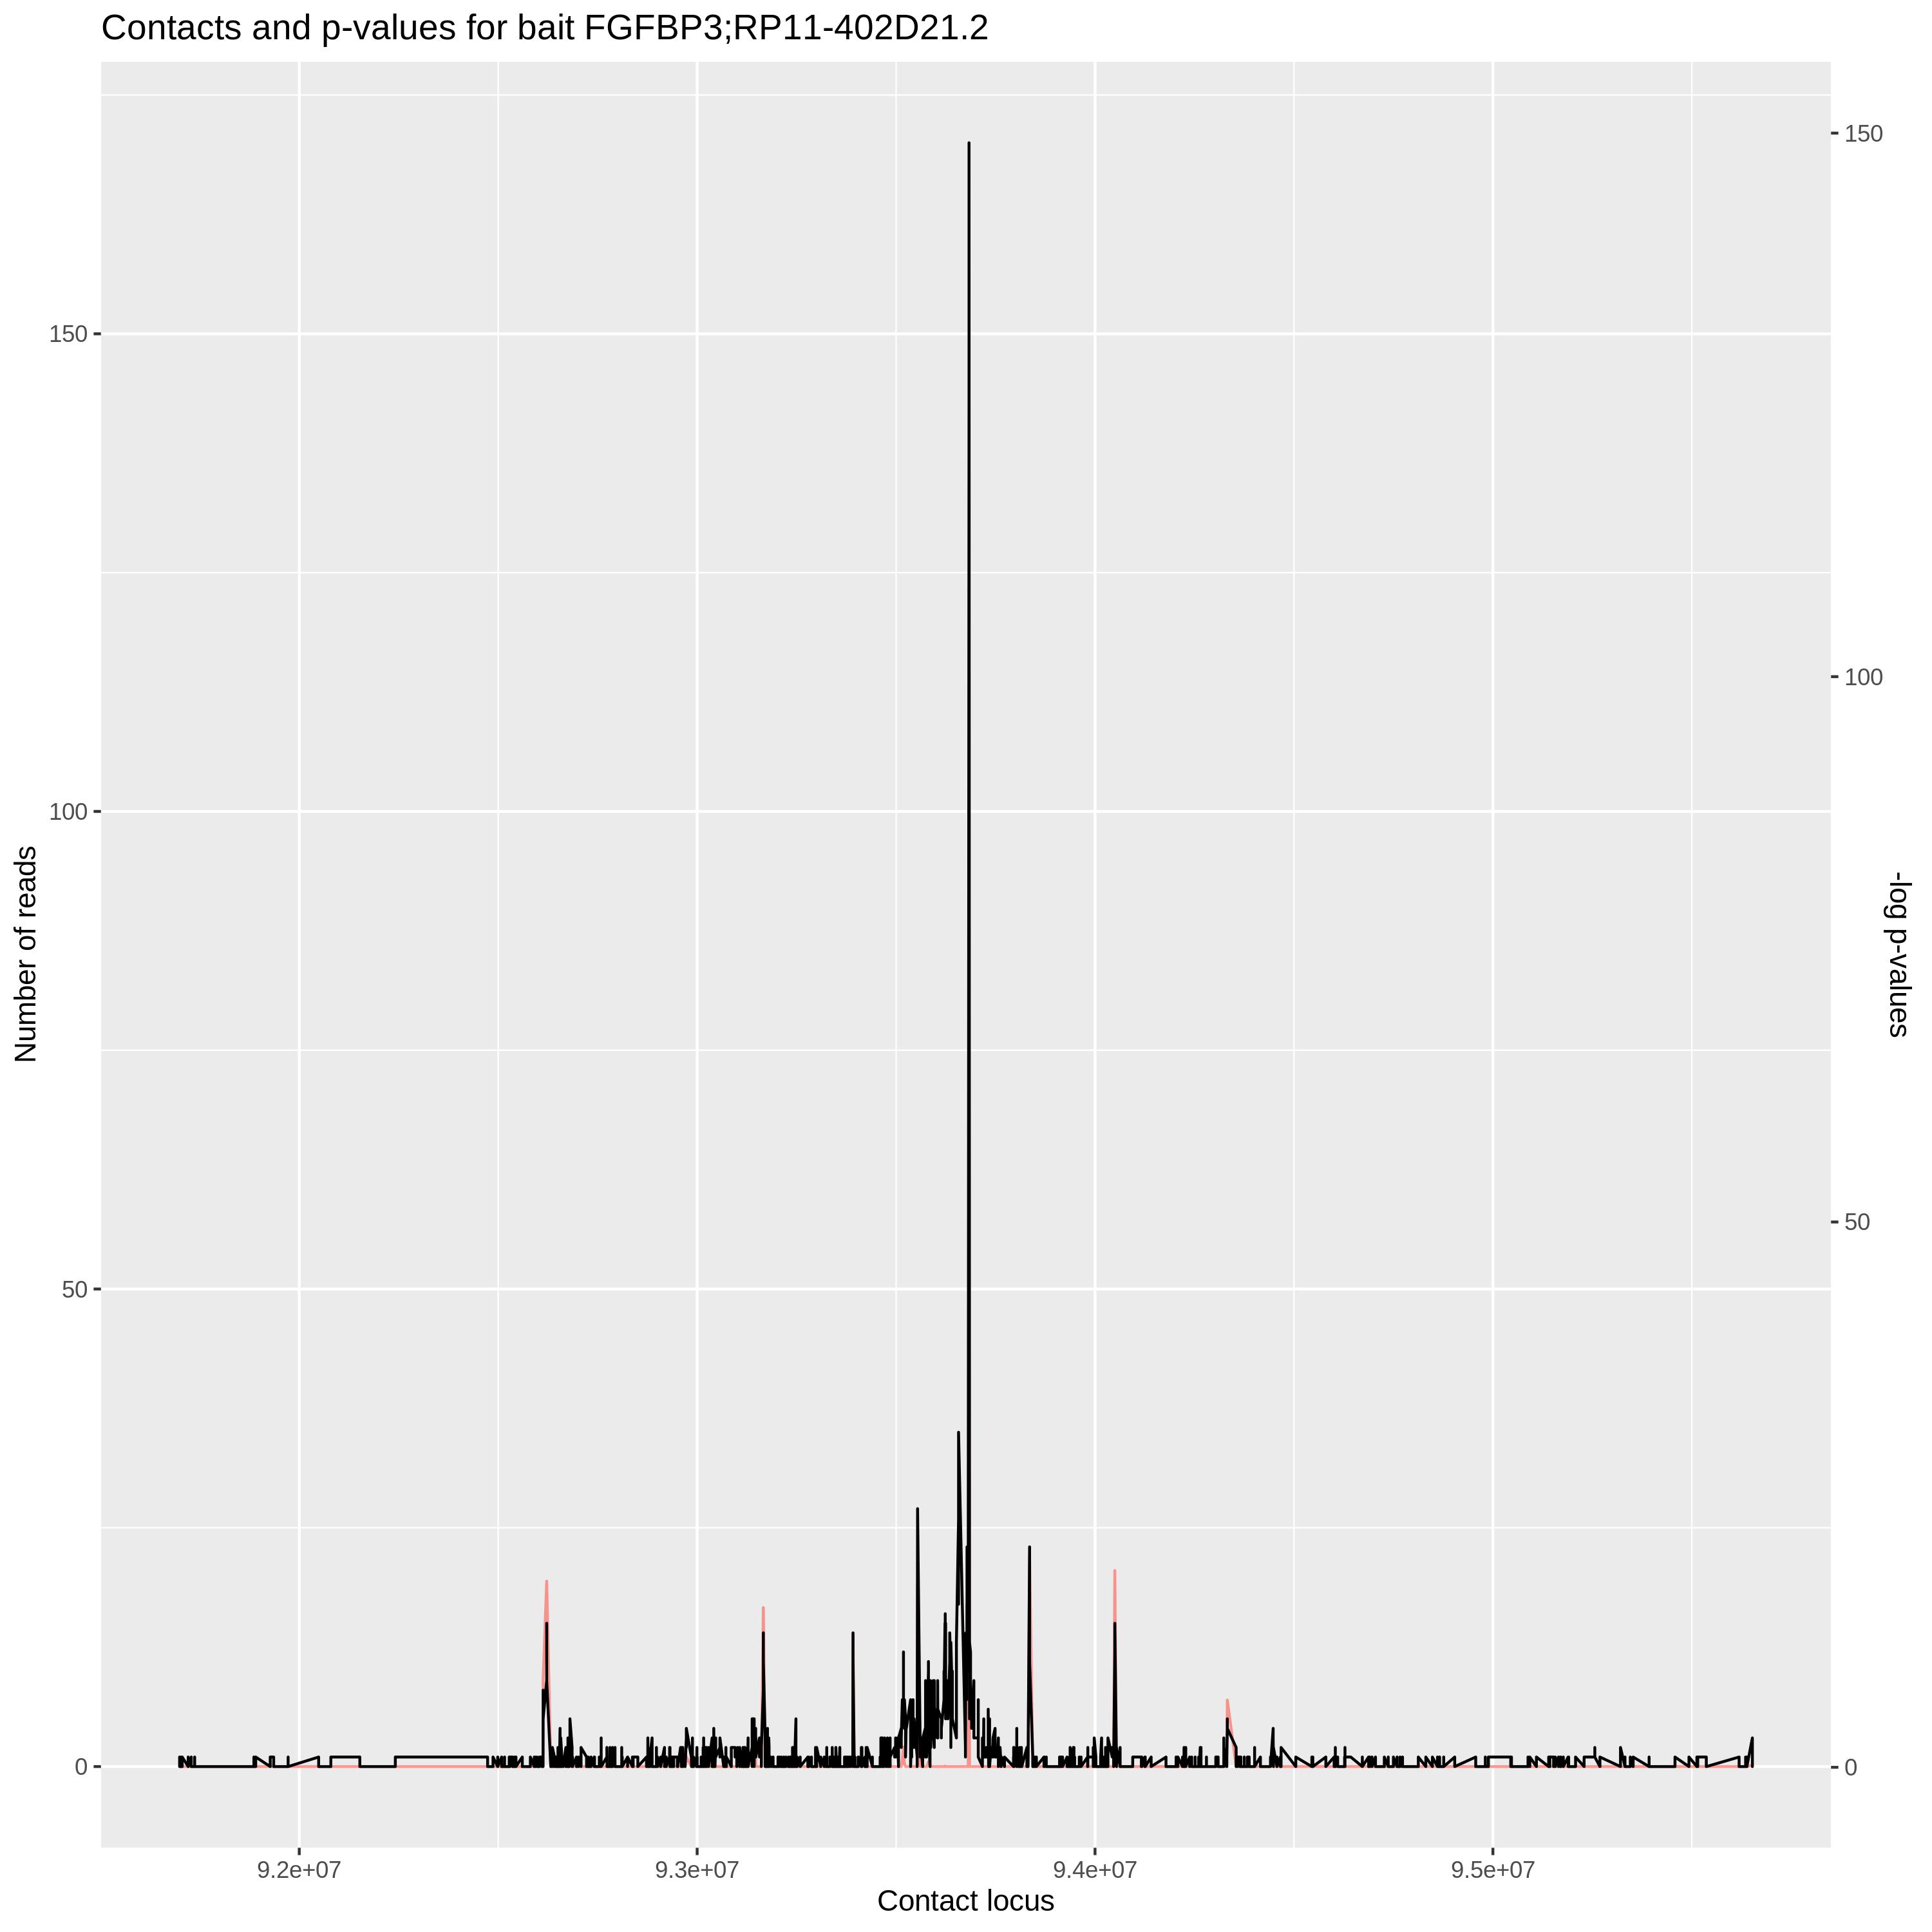 Contacts and p-values for bait FGFBP3;RP11-402D21.2
Number of reads
150
100
50
0
150
100
50
0
-log p-values
9.2e+07 9.3e+07 9.4e+07 9.5e+07
Contact locus